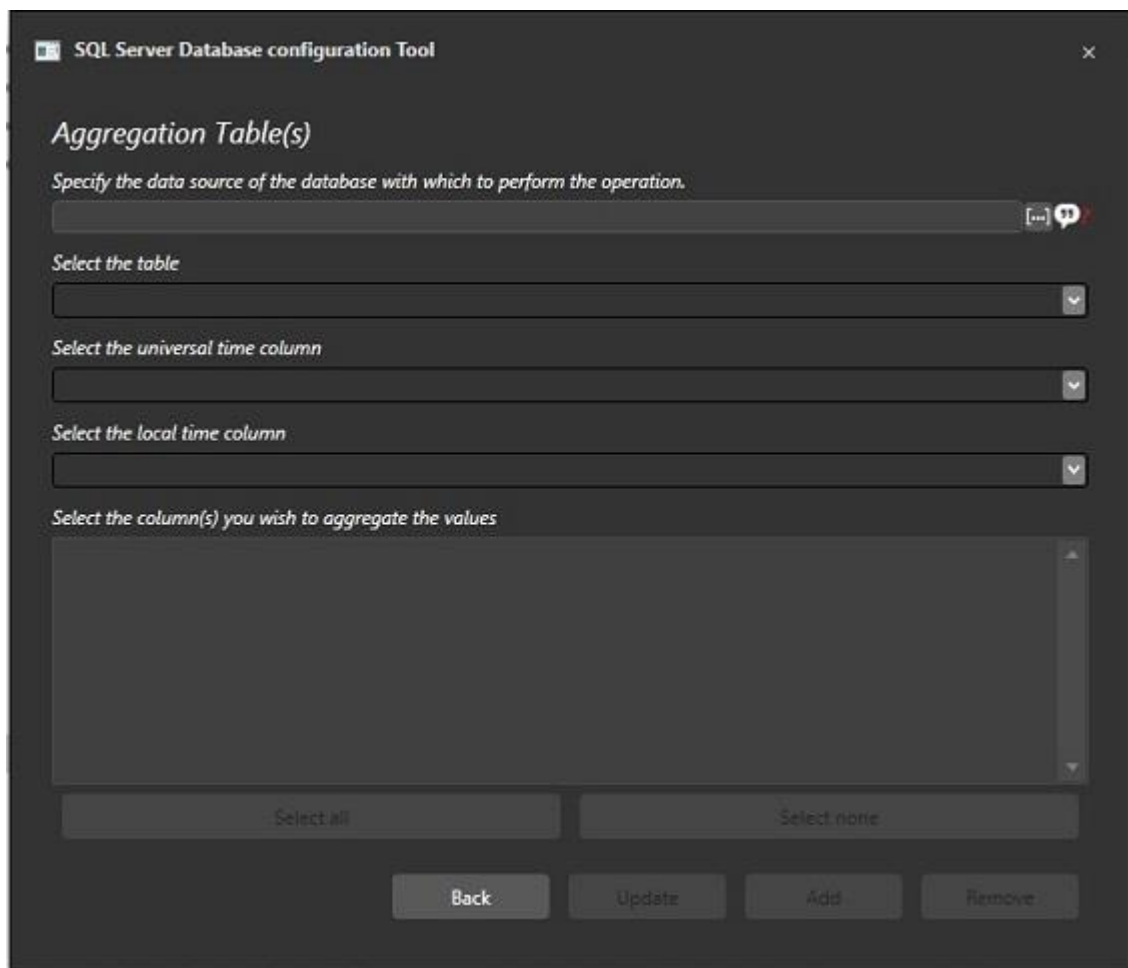 SQL Server Database configuration Tool
Aggregation Table(s)
Specify the data source of the database with which to perform the operation.
[...]
Select the table
Select the universal time column
Select the local time column
Select the column(s) you wish to aggregate the values
Select all Select none
Back Update Add Remove